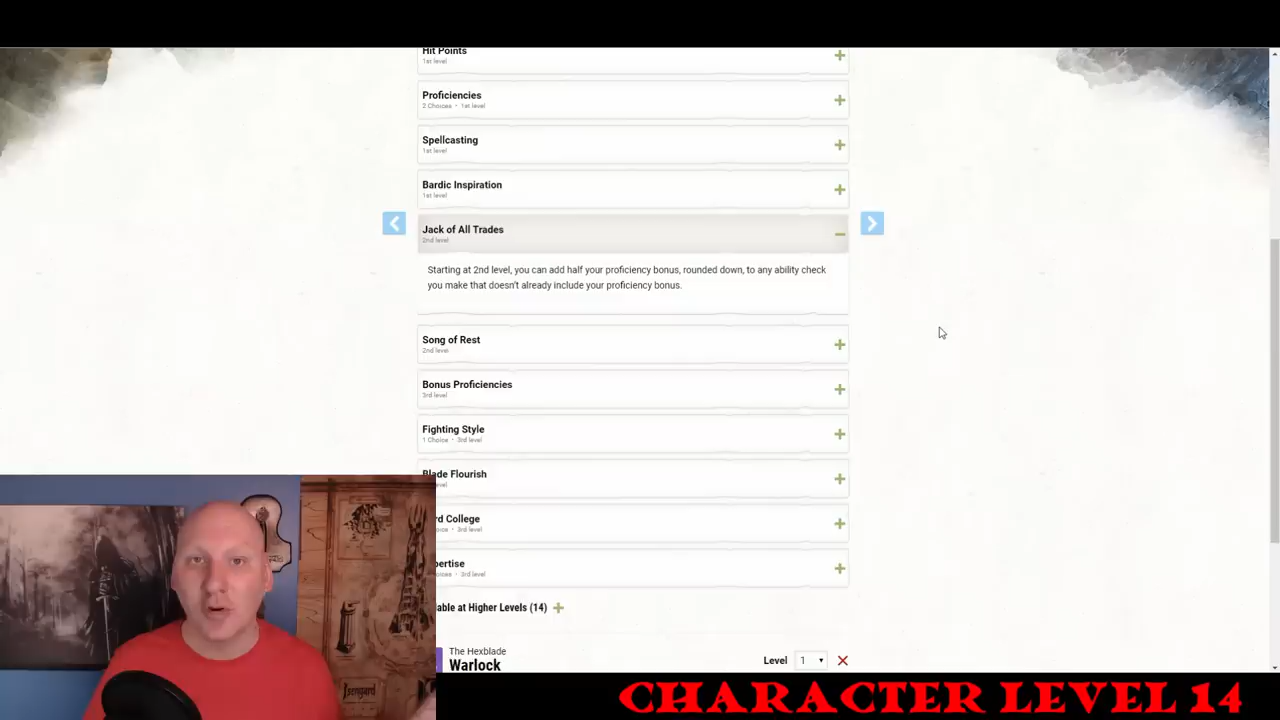 Hit Points
1st level
Proficiencies
2 Choices • 1st level
Spellcasting
1st level
Bardic Inspiration
1st level
Jack of All Trades
2nd level
Starting at 2nd level, you can add half your proficiency bonus, rounded down, to any ability check
you make that doesn't already include your proficiency bonus.
Song of Rest
2nd level
Bonus Proficiencies
3rd level
Fighting Style
1 Choice • 3rd level
Blade Flourish
level
rd College
oice • 3rd level
pertise
oices • 3rd level
able at Higher Levels (14)
The Hexblade
Warlock
Level 1
Isengard
CHARACTER LEVEL 14